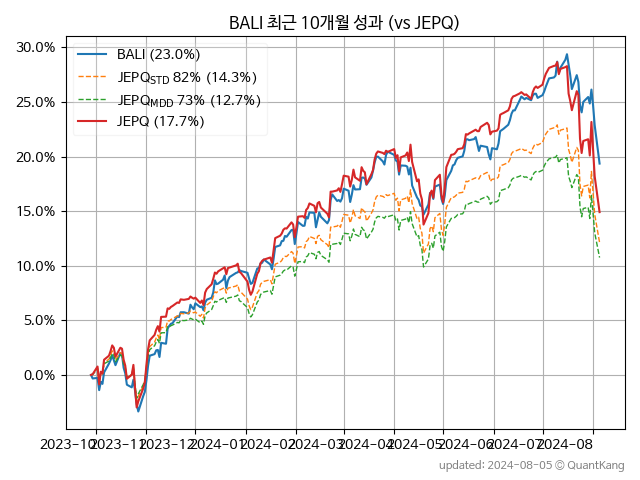 BALI 최근 10개월 성과 (vs JEPQ)
30.0%
25.0%
20.0%
15.0%
10.0%
5.0%
0.0%
BALI (23.0%)
JEPQSTD 82% (14.3%)
JEPQMDD 73% (12.7%)
JEPQ (17.7%)
2023-10 2023-11 2023-12 2024-01 2024-02 2024-03 2024-04 2024-05 2024-06 2024-07 2024-08
updated: 2024-08-05 © QuantKang